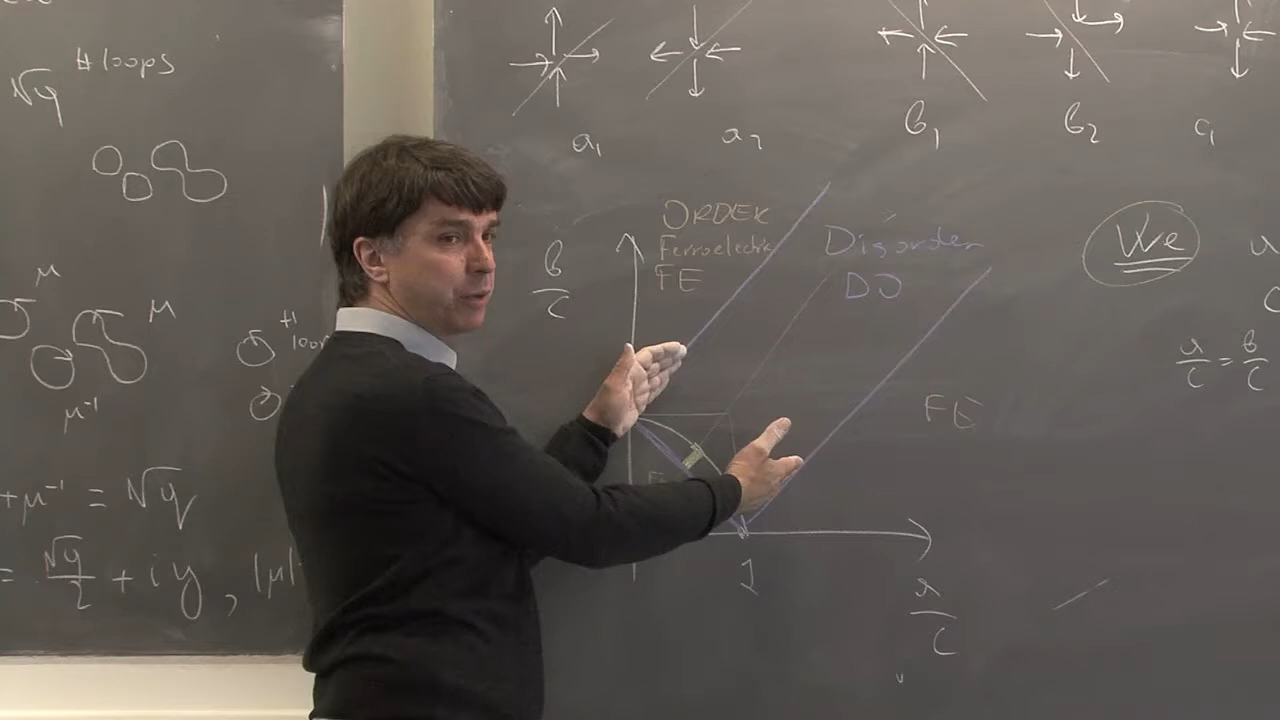 √q # loops
μ
μ
μ⁻¹
#
+ μ⁻¹ = √q
= √q/2 + iy, |μ|
a₁ a₂ b₁ b₂ c₁
b/c
ORDER
Ferroelectric
FE
Disorder
DO
We
FE
1
a/c
a/c = b/c